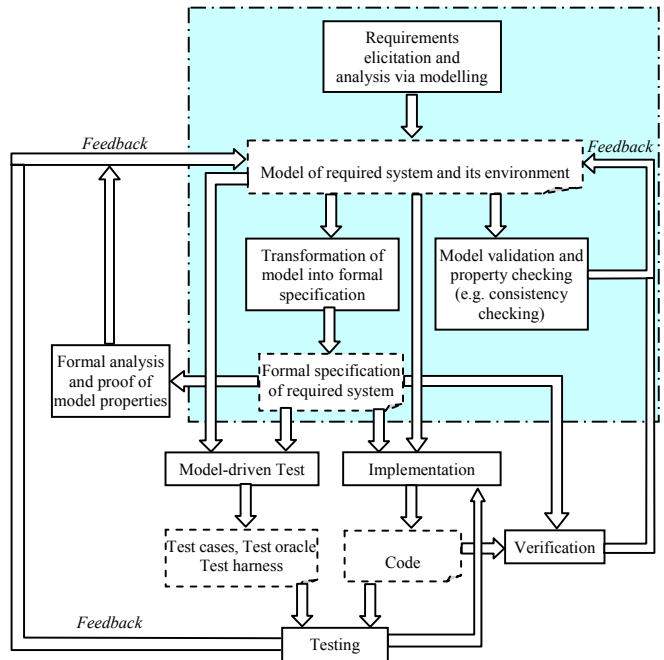 Requirements
elicitation and
analysis via modelling
Feedback
Feedback
Model of required system and its environment
Transformation of
model into formal
specification
Model validation and
property checking
(e.g. consistency
checking)
Formal analysis
and proof of
model properties
Formal specification
of required system
Model-driven Test
Implementation
Test cases, Test oracle
Test harness
Code
Verification
Feedback
Testing